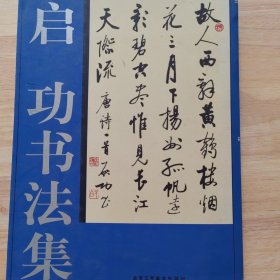 启功书法集
故人西辞黄鹤楼烟
花三月下扬州孤帆远
影碧空尽惟见长江
天际流 唐诗一首 启功书